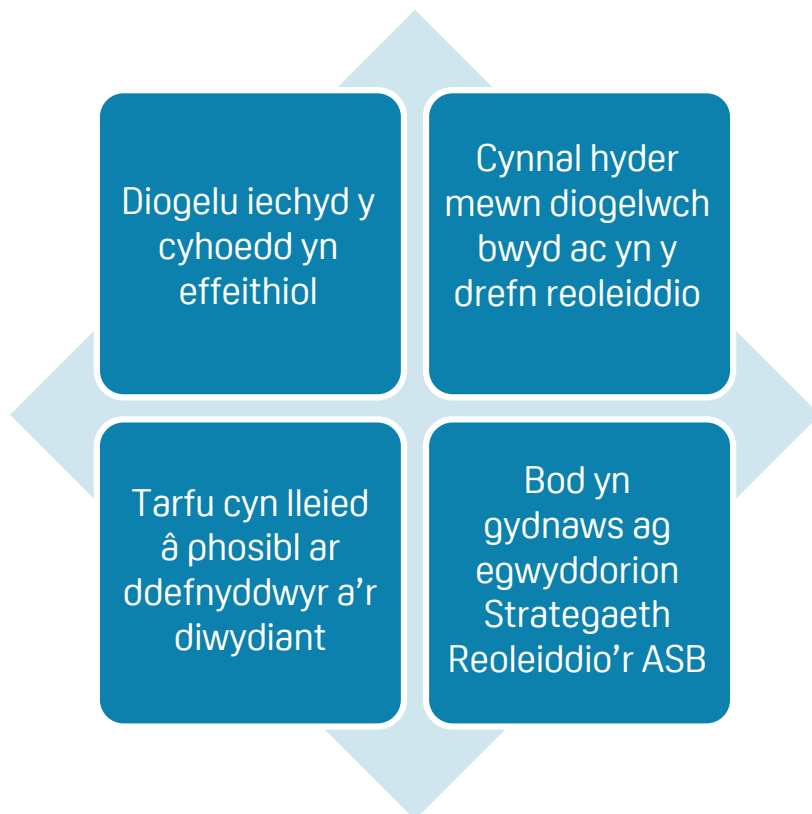 Diogelu iechyd y
cyhoedd yn
effeithiol
Cynnal hyder
mewn diogelwch
bwyd ac yn y
drefn reoleiddio
Tarfu cyn lleied
â phosibl ar
ddefnyddwyr a’r
diwydiant
Bod yn
gydnaws ag
egwyddorion
Strategaeth
Reoleiddio’r ASB